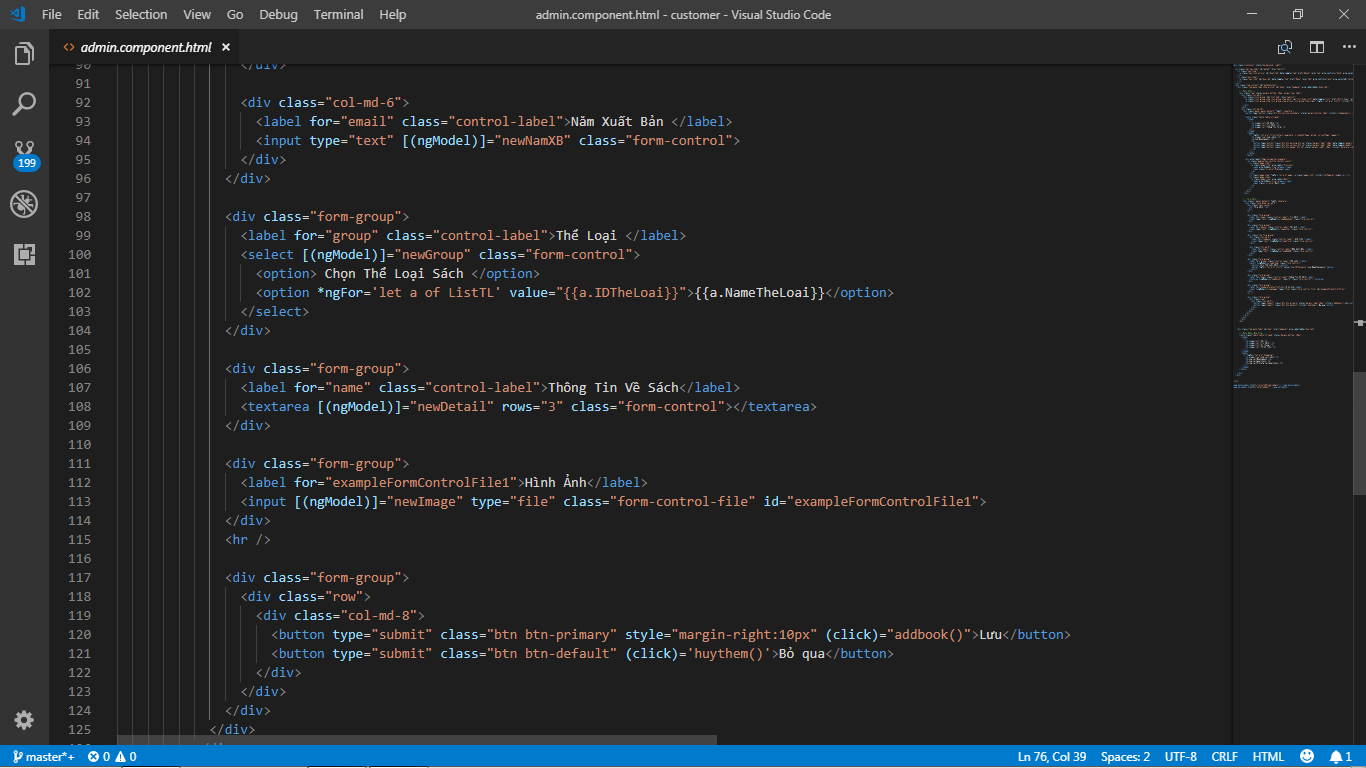 File Edit Selection View Go Debug Terminal Help
admin.component.html - customer - Visual Studio Code
<> admin.component.html ×
90 </div>
91
92 <div class="col-md-6">
93 <label for="email" class="control-label">Năm Xuất Bản </label>
94 <input type="text" [(ngModel)]="newNamXB" class="form-control">
95 </div>
96 </div>
97
98 <div class="form-group">
99 <label for="group" class="control-label">Thể Loại </label>
100 <select [(ngModel)]="newGroup" class="form-control">
101 <option> Chọn Thể Loại Sách </option>
102 <option *ngFor='let a of ListTL' value="{{a.IDTheLoai}}">{{a.NameTheLoai}}</option>
103 </select>
104 </div>
105
106 <div class="form-group">
107 <label for="name" class="control-label">Thông Tin Về Sách</label>
108 <textarea [(ngModel)]="newDetail" rows="3" class="form-control"></textarea>
109 </div>
110
111 <div class="form-group">
112 <label for="exampleFormControlFile1">Hình Ảnh</label>
113 <input [(ngModel)]="newImage" type="file" class="form-control-file" id="exampleFormControlFile1">
114 </div>
115 <hr />
116
117 <div class="form-group">
118 <div class="row">
119 <div class="col-md-8">
120 <button type="submit" class="btn btn-primary" style="margin-right:10px" (click)="addbook()">Lưu</button>
121 <button type="submit" class="btn btn-default" (click)='huythem()'>Bỏ qua</button>
122 </div>
123 </div>
124 </div>
125 </div>
199
master*+ 0 0 Ln 76, Col 39 Spaces: 2 UTF-8 CRLF HTML 1